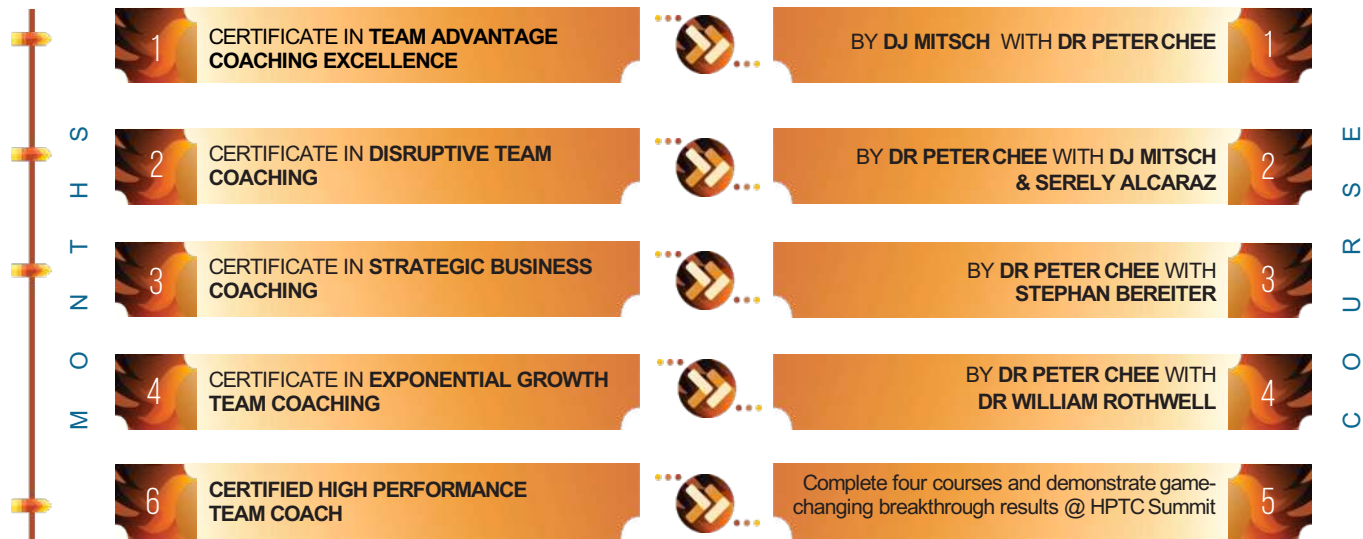 1
CERTIFICATE IN TEAM ADVANTAGE
COACHING EXCELLENCE
BY DJ MITSCH WITH DR PETER CHEE
1
2
CERTIFICATE IN DISRUPTIVE TEAM
COACHING
BY DR PETER CHEE WITH DJ MITSCH
& SERELY ALCARAZ
2
3
CERTIFICATE IN STRATEGIC BUSINESS
COACHING
BY DR PETER CHEE WITH
STEPHAN BEREITER
3
4
CERTIFICATE IN EXPONENTIAL GROWTH
TEAM COACHING
BY DR PETER CHEE WITH
DR WILLIAM ROTHWELL
4
6
CERTIFIED HIGH PERFORMANCE
TEAM COACH
Complete four courses and demonstrate game-
changing breakthrough results @ HPTC Summit
5
MONTHS
COURSE